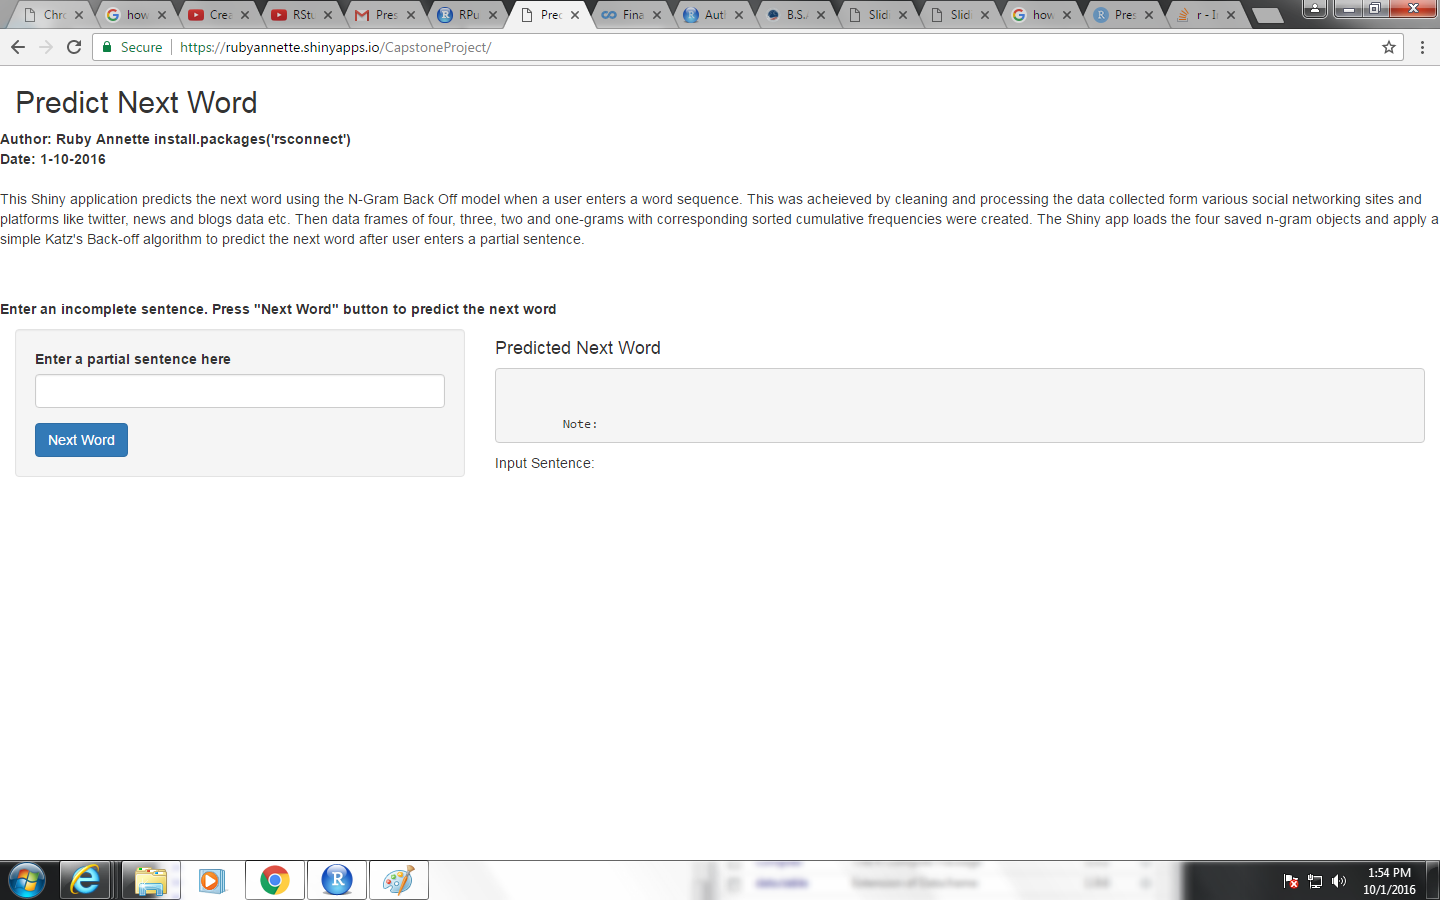 Chro
how
Crea
RStu
Pres
RPu
Pred
Fina
Auth
B.S.A
Slid
Slid
how
Pres
r - I
Secure https://rubyannette.shinyapps.io/CapstoneProject/
Predict Next Word
Author: Ruby Annette install.packages('rsconnect')
Date: 1-10-2016
This Shiny application predicts the next word using the N-Gram Back Off model when a user enters a word sequence. This was acheieved by cleaning and processing the data collected form various social networking sites and
platforms like twitter, news and blogs data etc. Then data frames of four, three, two and one-grams with corresponding sorted cumulative frequencies were created. The Shiny app loads the four saved n-gram objects and apply a
simple Katz's Back-off algorithm to predict the next word after user enters a partial sentence.
Enter an incomplete sentence. Press "Next Word" button to predict the next word
Enter a partial sentence here
Next Word
Predicted Next Word
Note:
Input Sentence:
1:54 PM
10/1/2016